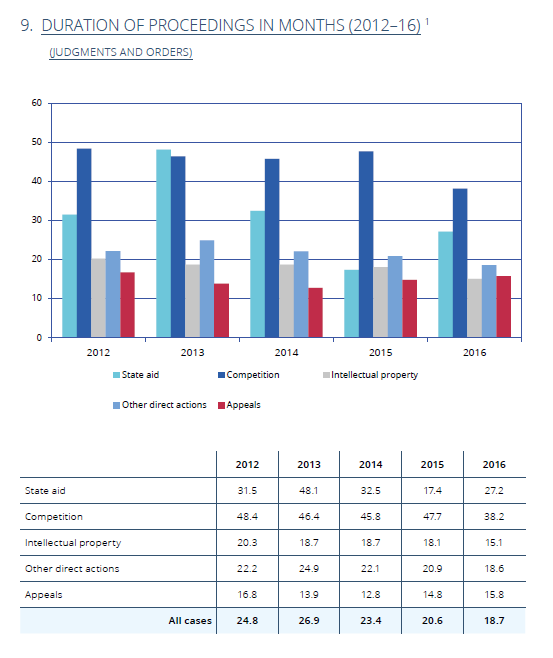 9. DURATION OF PROCEEDINGS IN MONTHS (2012–16) ¹
(JUDGMENTS AND ORDERS)
60
50
40
30
20
10
0
2012 2013 2014 2015 2016
State aid Competition Intellectual property
Other direct actions Appeals
2012 2013 2014 2015 2016
State aid 31.5 48.1 32.5 17.4 27.2
Competition 48.4 46.4 45.8 47.7 38.2
Intellectual property 20.3 18.7 18.7 18.1 15.1
Other direct actions 22.2 24.9 22.1 20.9 18.6
Appeals 16.8 13.9 12.8 14.8 15.8
All cases 24.8 26.9 23.4 20.6 18.7